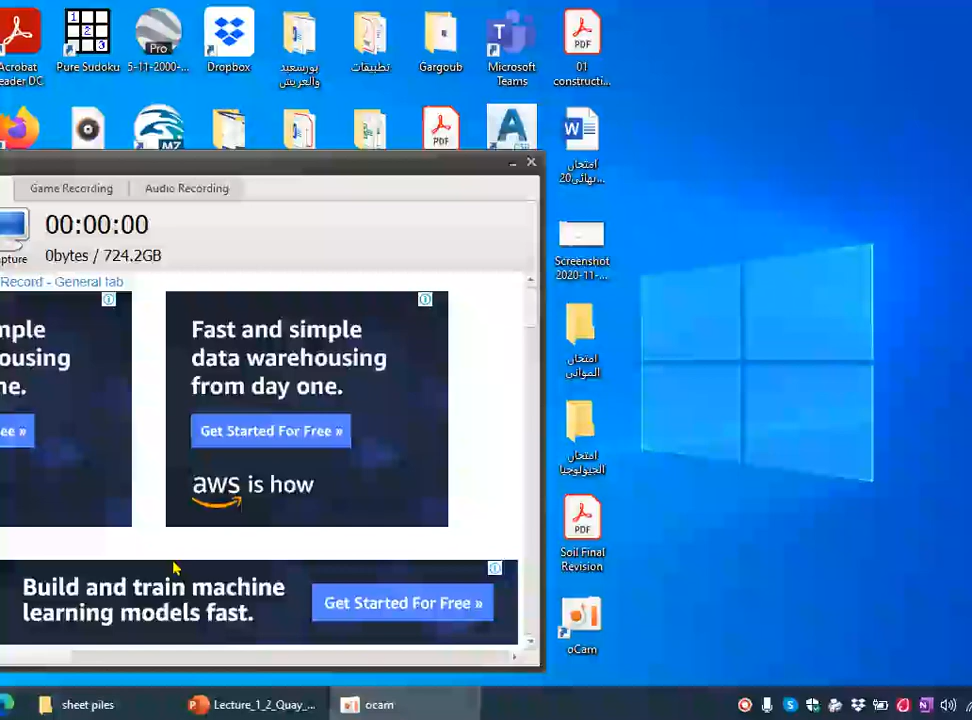 Acrobat
eader DC
Pure Sudoku
Pro
5-11-2000-...
Dropbox
بورسعيد
والعريش
تطبيقات
Gargoub
Microsoft
Teams
PDF
01
constructi...
PDF
امتحان
نهائي20...
Game Recording
Audio Recording
00:00:00
0bytes / 724.2GB
apture
Record - General tab
Screenshot
2020-11-...
mple
ousing
ne.
ee »
Fast and simple
data warehousing
from day one.
Get Started For Free »
aws is how
امتحان
الموانى
امتحان
الجيولوجيا
PDF
Soil Final
Revision
Build and train machine
learning models fast.
Get Started For Free »
oCam
sheet piles
Lecture_1_2_Quay_...
ocam